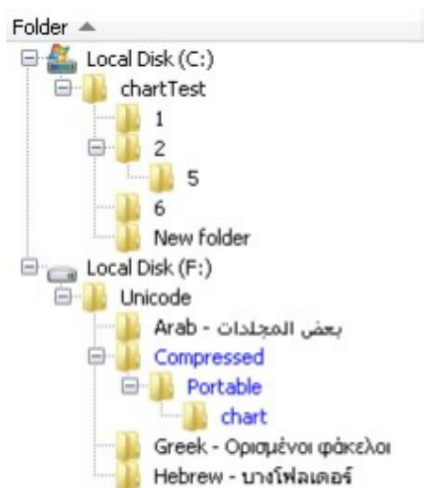 Folder
Local Disk (C:)
chartTest
1
2
5
6
New folder
Local Disk (F:)
Unicode
Arab - بعض المجلدات
Compressed
Portable
chart
Greek - Ορισμένοι φάκελοι
Hebrew - บางโฟลเดอร์